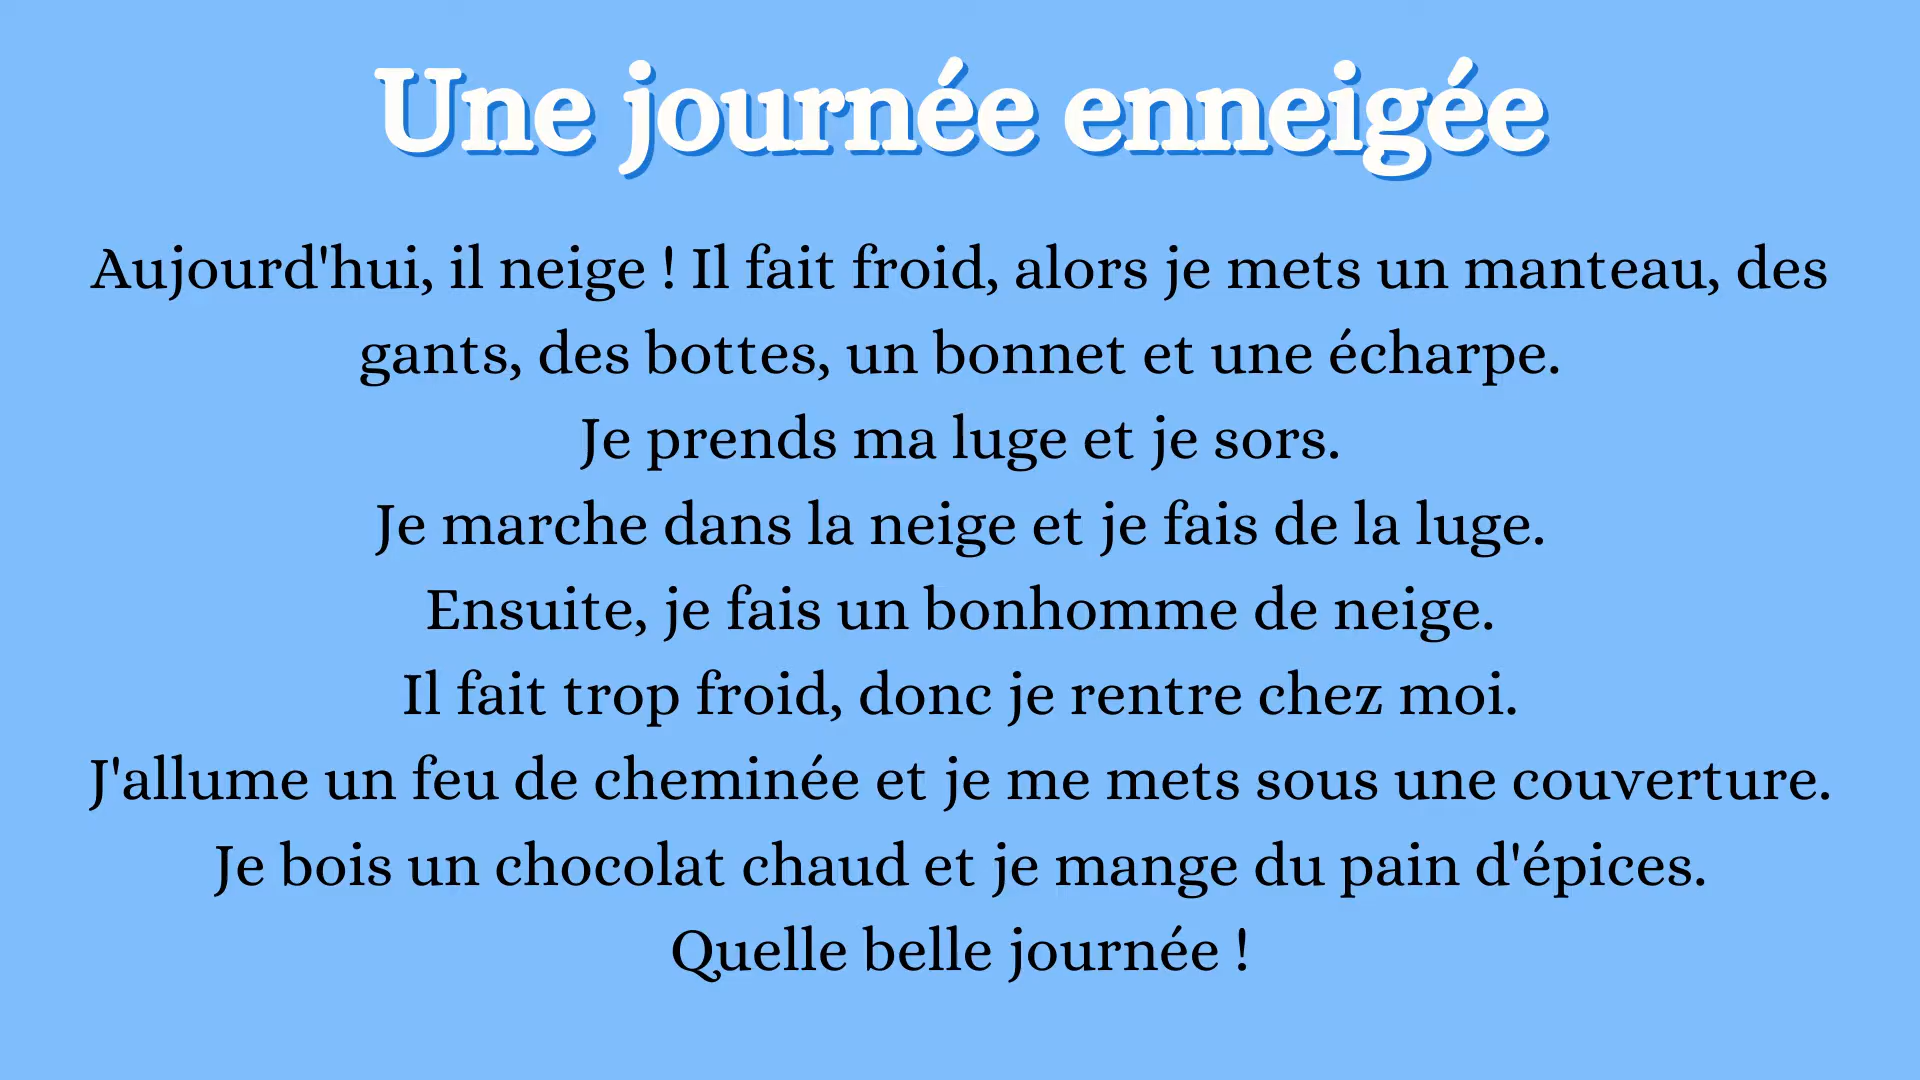 Une journée enneigée
Aujourd'hui, il neige ! Il fait froid, alors je mets un manteau, des
gants, des bottes, un bonnet et une écharpe.
Je prends ma luge et je sors.
Je marche dans la neige et je fais de la luge.
Ensuite, je fais un bonhomme de neige.
Il fait trop froid, donc je rentre chez moi.
J'allume un feu de cheminée et je me mets sous une couverture.
Je bois un chocolat chaud et je mange du pain d'épices.
Quelle belle journée !